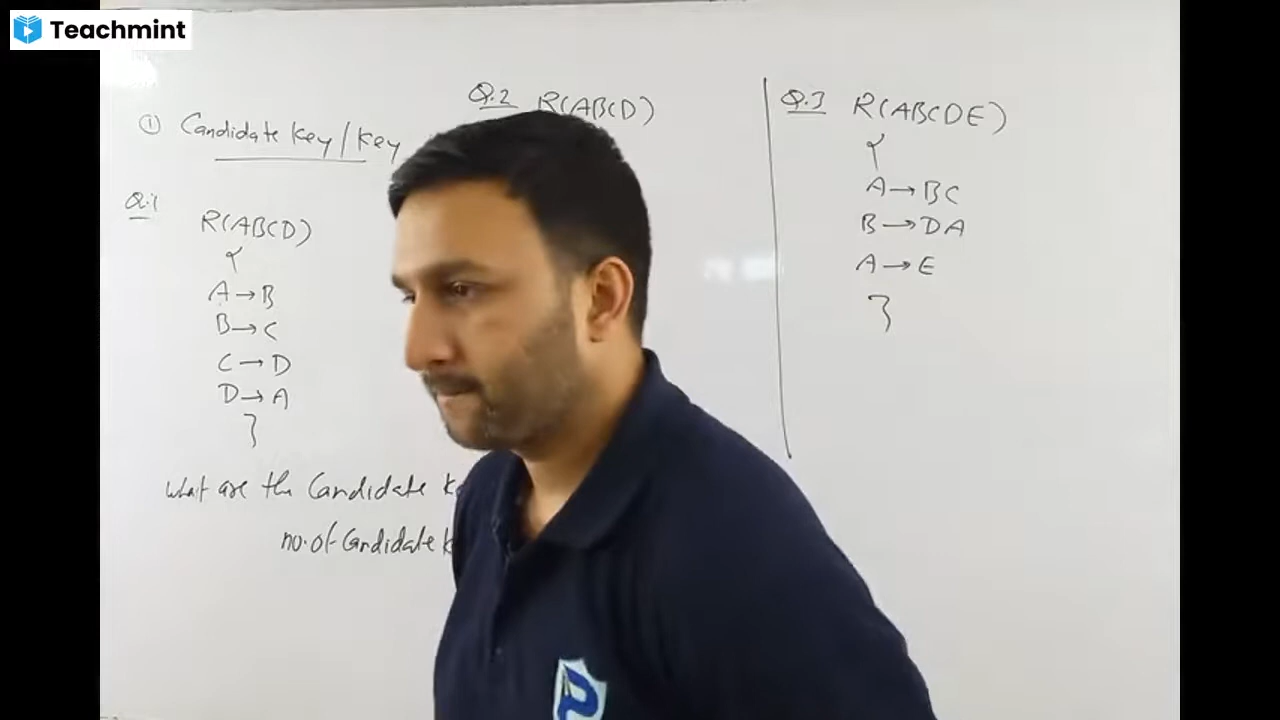 Teachmint
① Candidate Key/Key
Q.1
R(ABCD)
{
A→B
B→C
C→D
D→A
}
What are the Candidate
no. of Candidate
Q.2 R(ABCD)
Q.3 R(ABCDE)
{
A→BC
B→DA
A→E
}